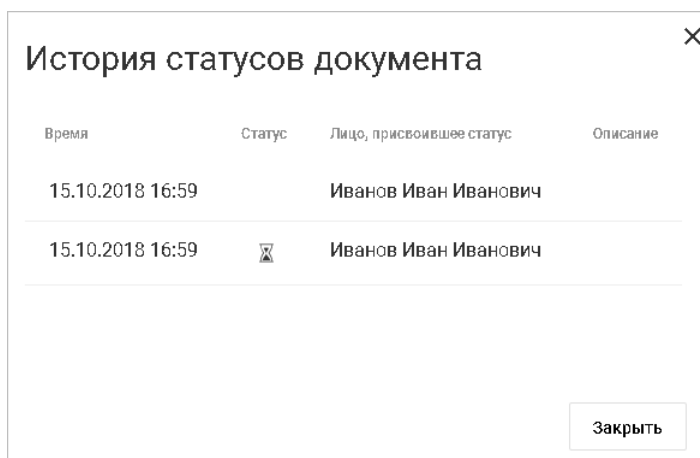 История статусов документа
Время Статус Лицо, присвоившее статус Описание
15.10.2018 16:59 Иванов Иван Иванович
15.10.2018 16:59 Иванов Иван Иванович
Закрыть